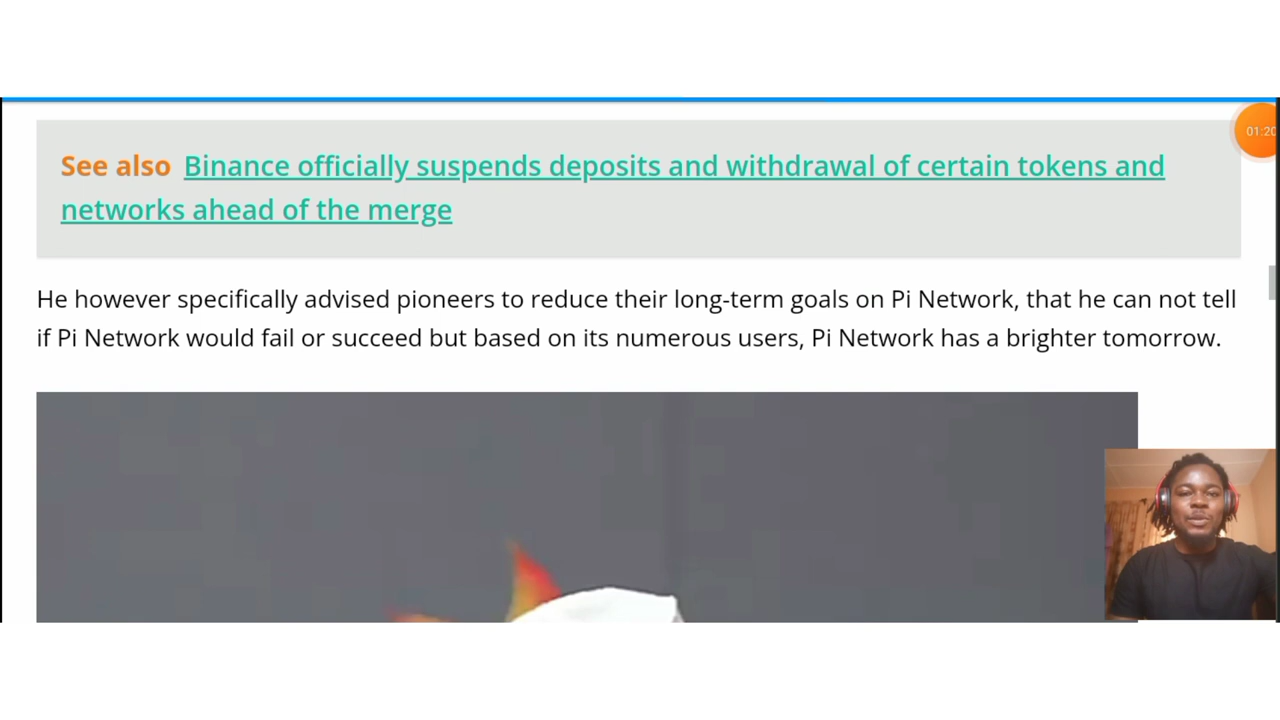 01:20
See also Binance officially suspends deposits and withdrawal of certain tokens and
networks ahead of the merge
He however specifically advised pioneers to reduce their long-term goals on Pi Network, that he can not tell
if Pi Network would fail or succeed but based on its numerous users, Pi Network has a brighter tomorrow.